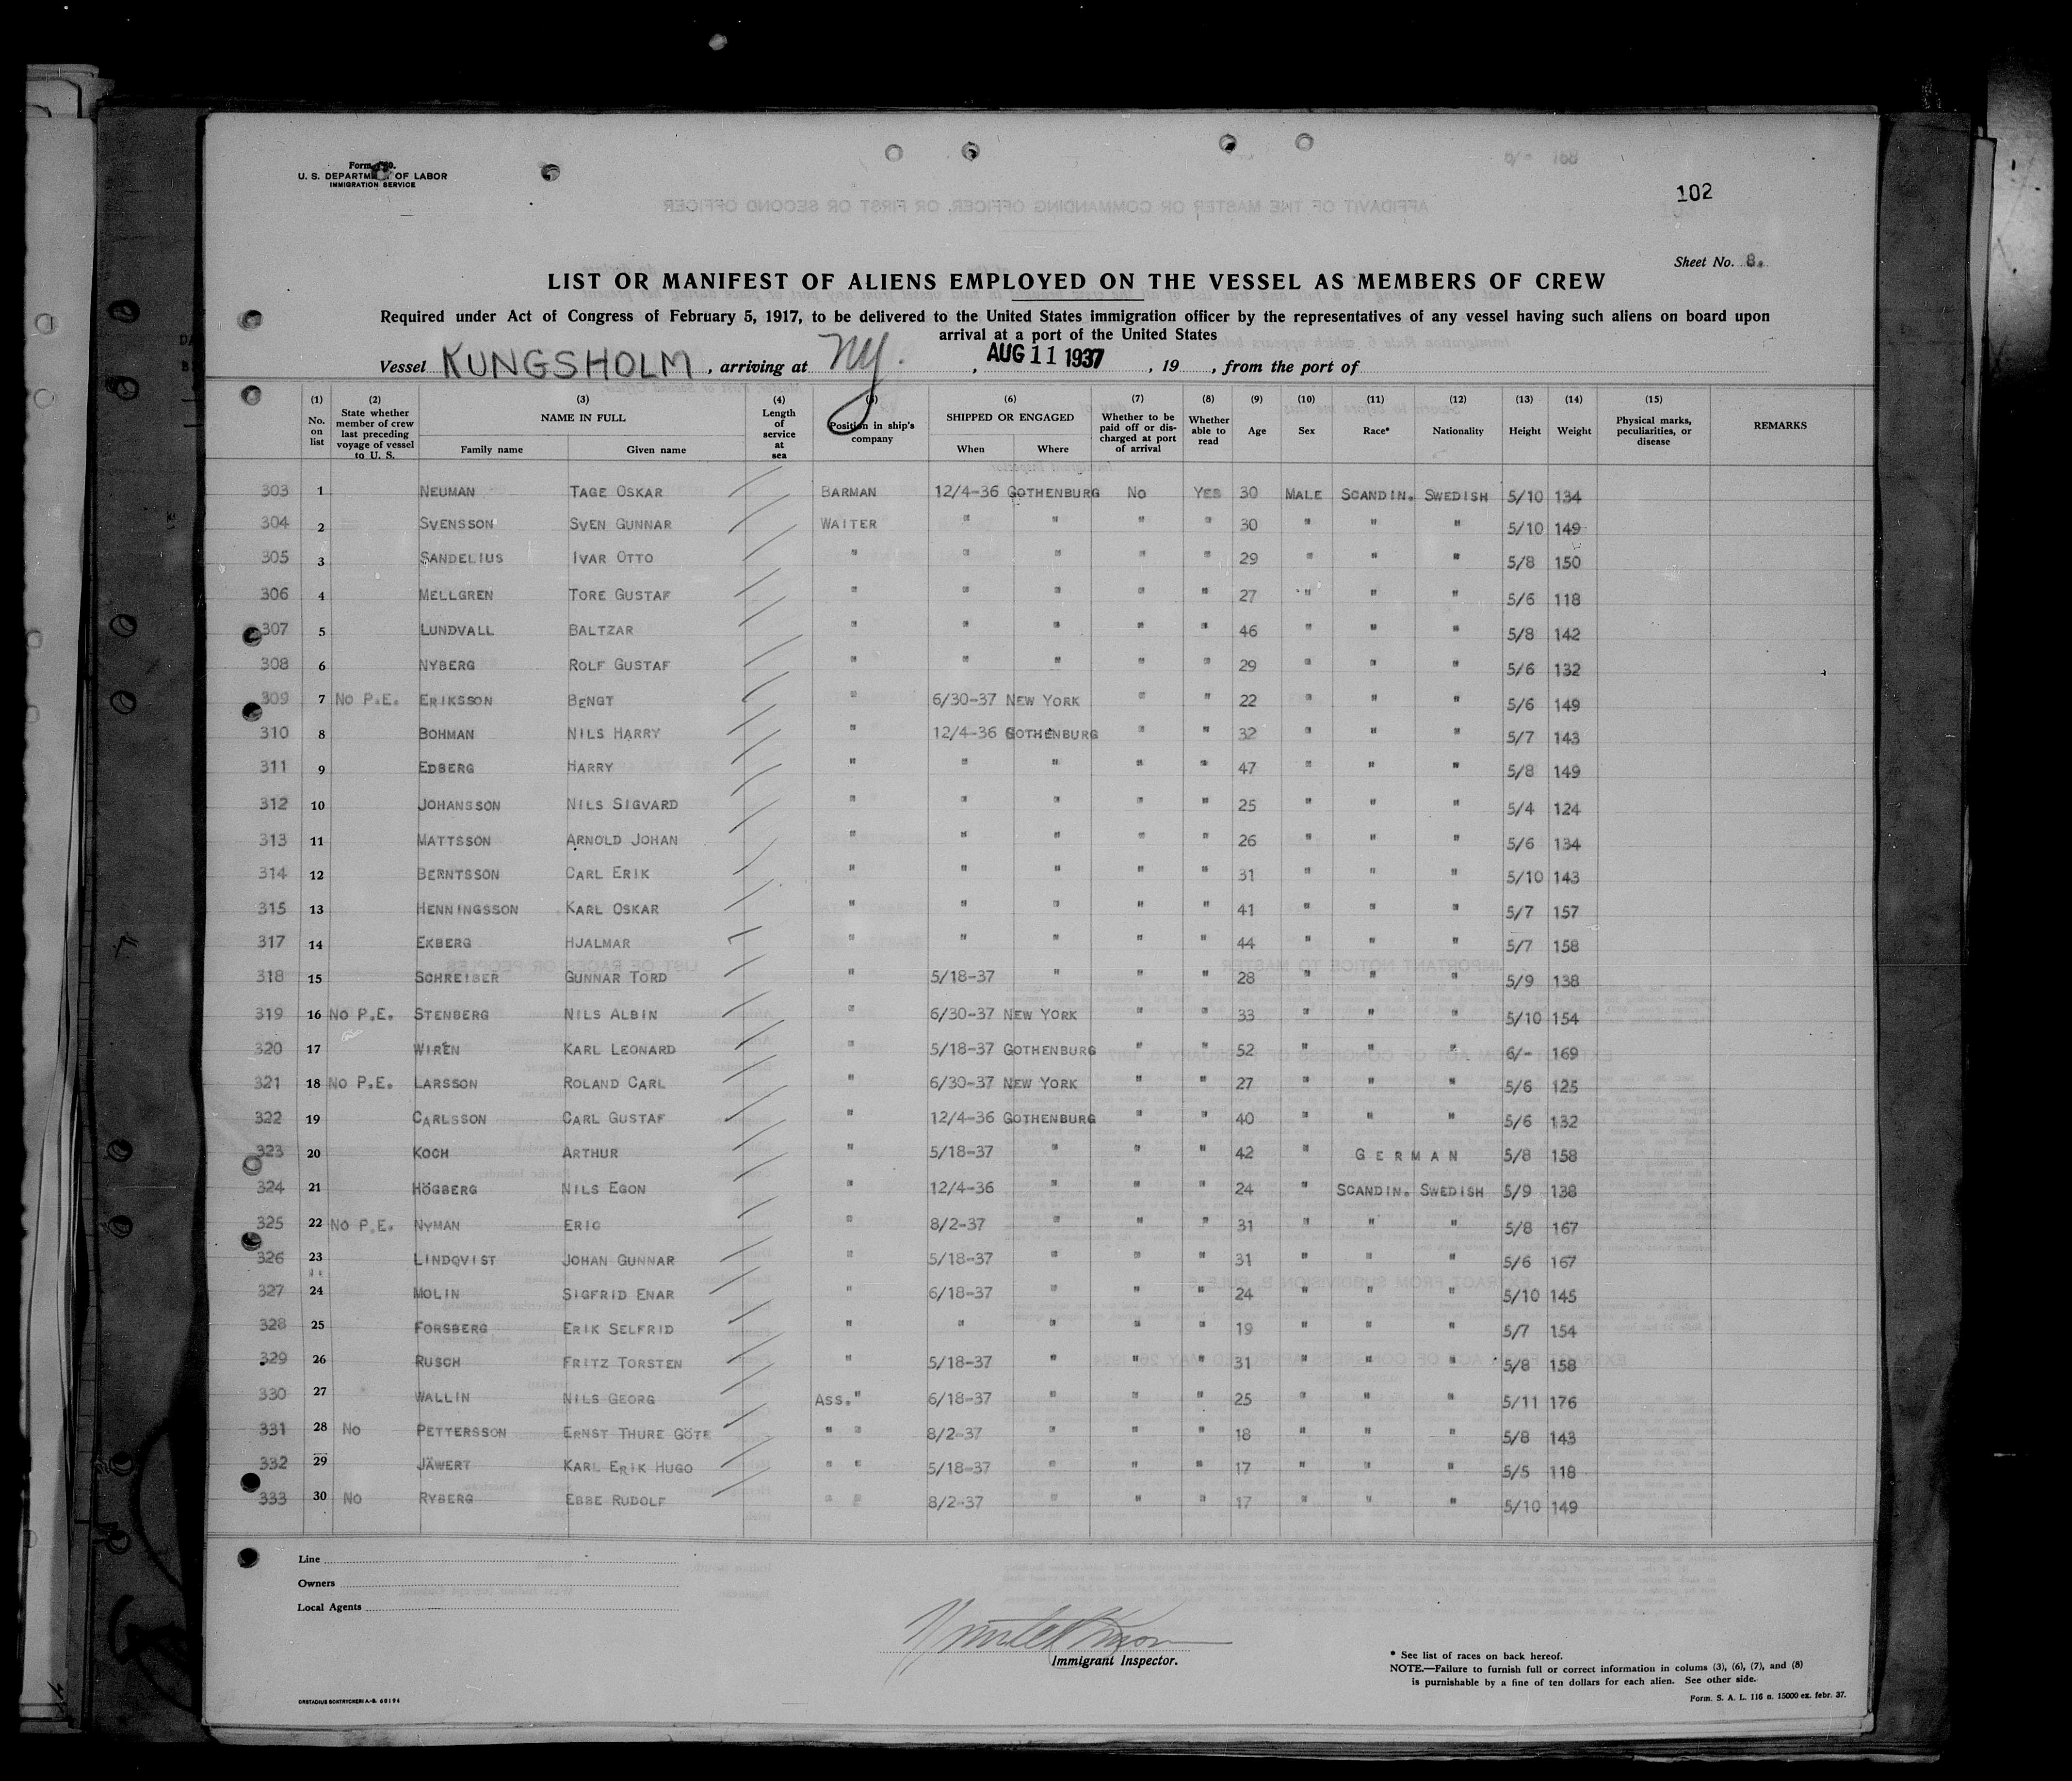 U. S. DEPARTMENT OF LABOR
IMMIGRATION SERVICE
102
Sheet No. 8.
LIST OR MANIFEST OF ALIENS EMPLOYED ON THE VESSEL AS MEMBERS OF CREW
Required under Act of Congress of February 5, 1917, to be delivered to the United States immigration officer by the representatives of any vessel having such aliens on board upon
arrival at a port of the United States
Vessel KUNGSHOLM, arriving at NY., AUG 11 1937, 19 , from the port of
(1) No. on list (2) State whether member of crew last preceding voyage of vessel to U. S. (3) NAME IN FULL Family name Given name (4) Length of service at sea (5) Position in ship's company (6) SHIPPED OR ENGAGED When Where (7) Whether to be paid off or discharged at port of arrival (8) Whether able to read (9) Age (10) Sex (11) Race* (12) Nationality (13) Height (14) Weight (15) Physical marks, peculiarities, or disease REMARKS
303 1 NEUMAN TAGE OSKAR BARMAN 12/4-36 GOTHENBURG No YES 30 MALE SCANDIN. SWEDISH 5/10 134
304 2 SVENSSON SVEN GUNNAR WAITER " " " " 30 " " " 5/10 149
305 3 SANDELIUS IVAR OTTO " " " " " 29 " " " 5/8 150
306 4 MELLGREN TORE GUSTAF " " " " " 27 " " " 5/6 118
307 5 LUNDVALL BALTZAR " " " " " 46 " " " 5/8 142
308 6 NYBERG ROLF GUSTAF " " " " " 29 " " " 5/6 132
309 7 No P.E. ERIKSSON BENGT " 6/30-37 NEW YORK " " 22 " " " 5/6 149
310 8 BOHMAN NILS HARRY " 12/4-36 GOTHENBURG " " 32 " " " 5/7 143
311 9 EDBERG HARRY " " " " " 47 " " " 5/8 149
312 10 JOHANSSON NILS SIGVARD " " " " " 25 " " " 5/4 124
313 11 MATTSSON ARNOLD JOHAN " " " " " 26 " " " 5/6 134
314 12 BERNTSSON CARL ERIK " " " " " 31 " " " 5/10 143
315 13 HENNINGSSON KARL OSKAR " " " " " 41 " " " 5/7 157
317 14 EKBERG HJALMAR " " " " " 44 " " " 5/7 158
318 15 SCHREIBER GUNNAR TORD " 5/18-37 " " " 28 " " " 5/9 138
319 16 No P.E. STENBERG NILS ALBIN " 6/30-37 NEW YORK " " 33 " " " 5/10 154
320 17 WIRÉN KARL LEONARD " 5/18-37 GOTHENBURG " " 52 " " " 6/- 169
321 18 No P.E. LARSSON ROLAND CARL " 6/30-37 NEW YORK " " 27 " " " 5/6 125
322 19 CARLSSON CARL GUSTAF " 12/4-36 GOTHENBURG " " 40 " " " 5/6 132
323 20 KOCH ARTHUR " 5/18-37 " " " 42 " GERMAN 5/8 158
324 21 HÖGBERG NILS EGON " 12/4-36 " " " 24 " SCANDIN. SWEDISH 5/9 138
325 22 No P.E. NYMAN ERIC " 8/2-37 " " " 31 " " " 5/8 167
326 23 LINDQVIST JOHAN GUNNAR " 5/18-37 " " " 31 " " " 5/6 167
327 24 MOLIN SIGFRID ENAR " 6/18-37 " " " 24 " " " 5/10 145
328 25 FORSBERG ERIK SELFRID " " " " " 19 " " " 5/7 154
329 26 RUSCH FRITZ TORSTEN " 5/18-37 " " " 31 " " " 5/8 158
330 27 WALLIN NILS GEORG ASS. " 6/18-37 " " " 25 " " " 5/11 176
331 28 No PETTERSSON ERNST THURE GÖTE " " 8/2-37 " " " 18 " " " 5/8 143
332 29 JÄWERT KARL ERIK HUGO " " 5/18-37 " " " 17 " " " 5/5 118
333 30 No RYBERG EBBE RUDOLF " " 8/2-37 " " " 17 " " " 5/10 149
Line
Owners
Local Agents
Immigrant Inspector.
* See list of races on back hereof.
NOTE.—Failure to furnish full or correct information in colums (3), (6), (7), and (8)
is punishable by a fine of ten dollars for each alien. See other side.
ORSTADIUS BOKTRYCKERI A.-B. 60194
Form. S. A. L. 116 n. 15000 ex. febr. 37.